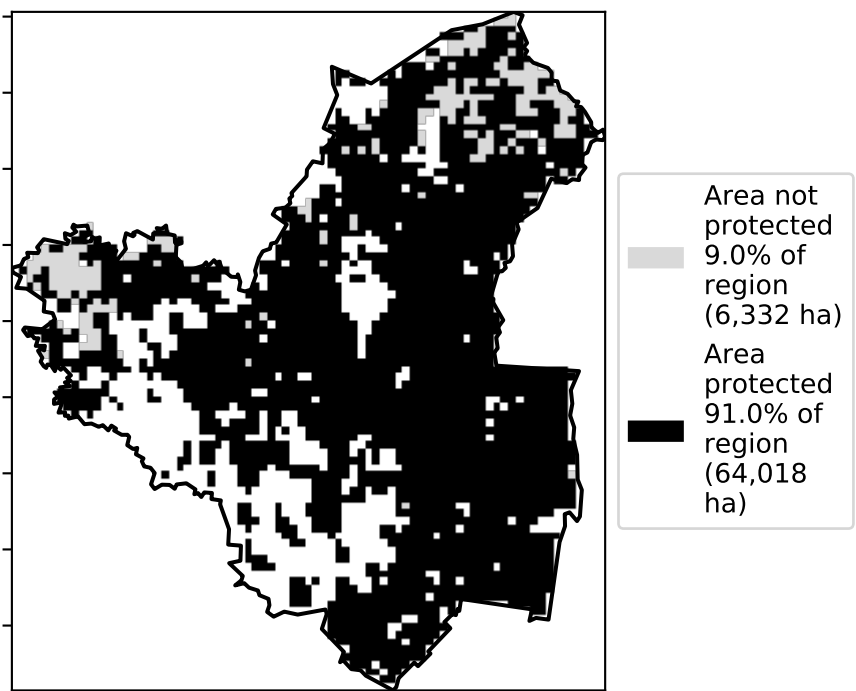 Area not
protected
9.0% of
region
(6,332 ha)
Area
protected
91.0% of
region
(64,018
ha)